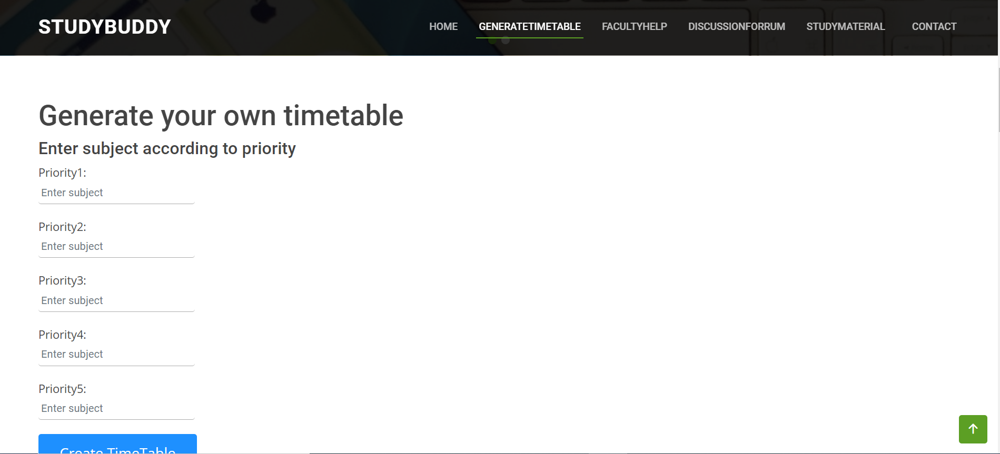 STUDYBUDDY HOME GENERATETIMETABLE FACULTYHELP DISCUSSIONFORRUM STUDYMATERIAL CONTACT
Generate your own timetable
Enter subject according to priority
Priority1:
Enter subject
Priority2:
Enter subject
Priority3:
Enter subject
Priority4:
Enter subject
Priority5:
Enter subject
Create TimeTable